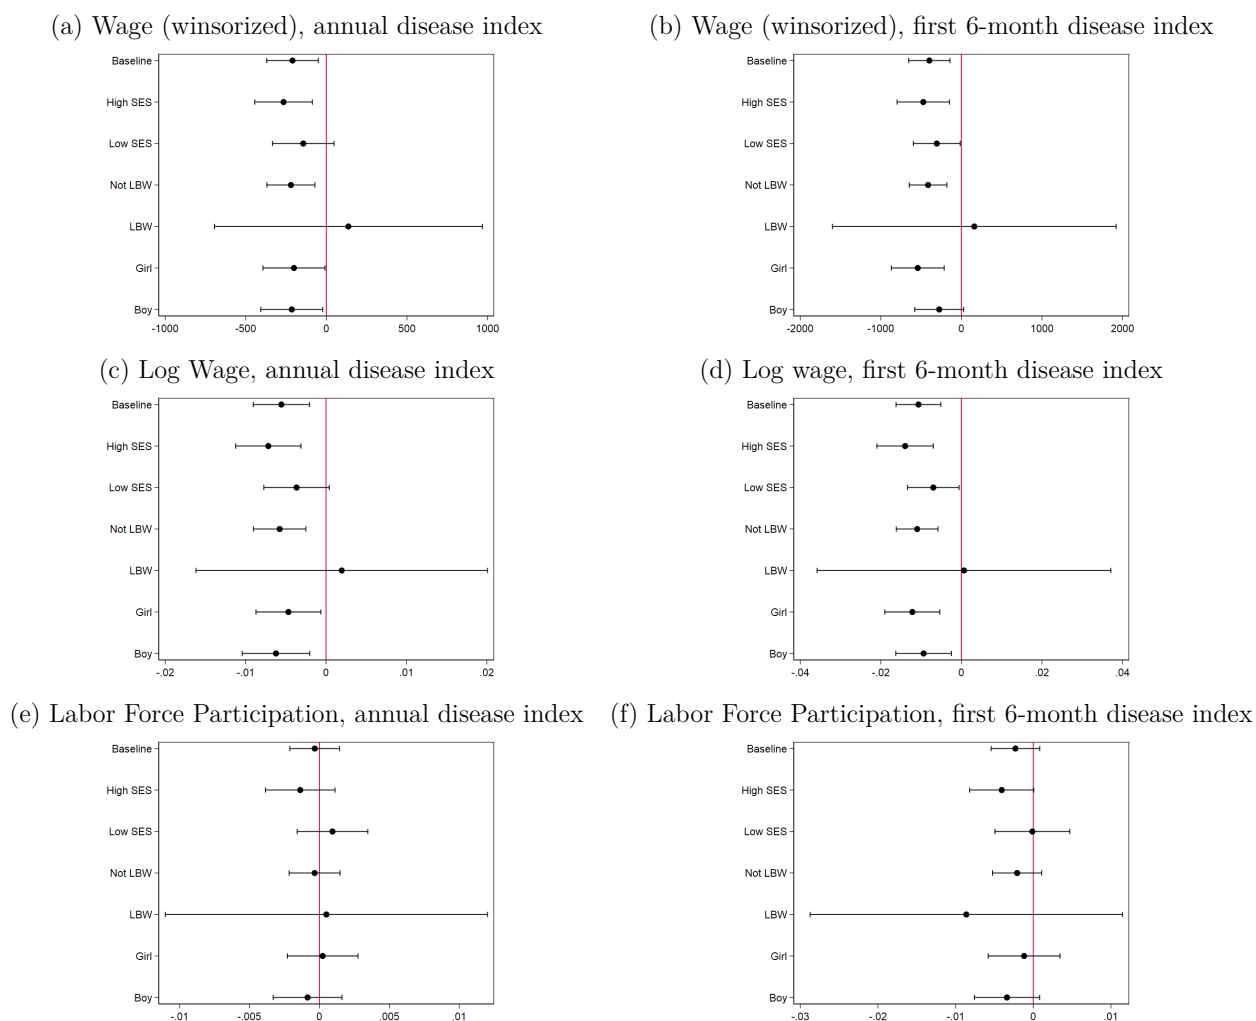 (a) Wage (winsorized), annual disease index
Baseline
High SES
Low SES
Not LBW
LBW
Girl
Boy
-1000 -500 0 500 1000
(b) Wage (winsorized), first 6-month disease index
Baseline
High SES
Low SES
Not LBW
LBW
Girl
Boy
-2000 -1000 0 1000 2000
(c) Log Wage, annual disease index
Baseline
High SES
Low SES
Not LBW
LBW
Girl
Boy
-.02 -.01 0 .01 .02
(d) Log wage, first 6-month disease index
Baseline
High SES
Low SES
Not LBW
LBW
Girl
Boy
-.04 -.02 0 .02 .04
(e) Labor Force Participation, annual disease index
Baseline
High SES
Low SES
Not LBW
LBW
Girl
Boy
-.01 -.005 0 .005 .01
(f) Labor Force Participation, first 6-month disease index
Baseline
High SES
Low SES
Not LBW
LBW
Girl
Boy
-.03 -.02 -.01 0 .01